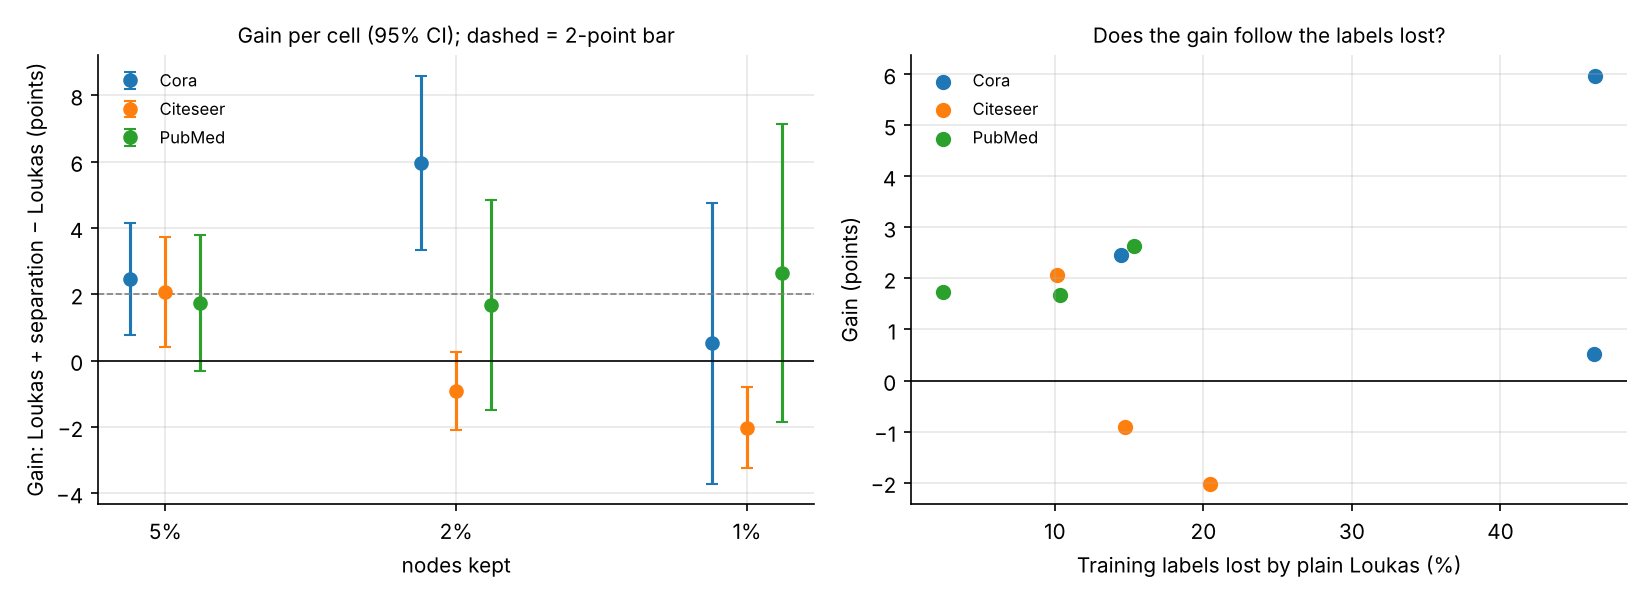 Gain per cell (95% CI); dashed = 2-point bar
Gain: Loukas + separation − Loukas (points)
Cora
Citeseer
PubMed
8
6
4
2
0
−2
−4
5%
2%
1%
nodes kept
Does the gain follow the labels lost?
Gain (points)
Cora
Citeseer
PubMed
6
5
4
3
2
1
0
−1
−2
10
20
30
40
Training labels lost by plain Loukas (%)